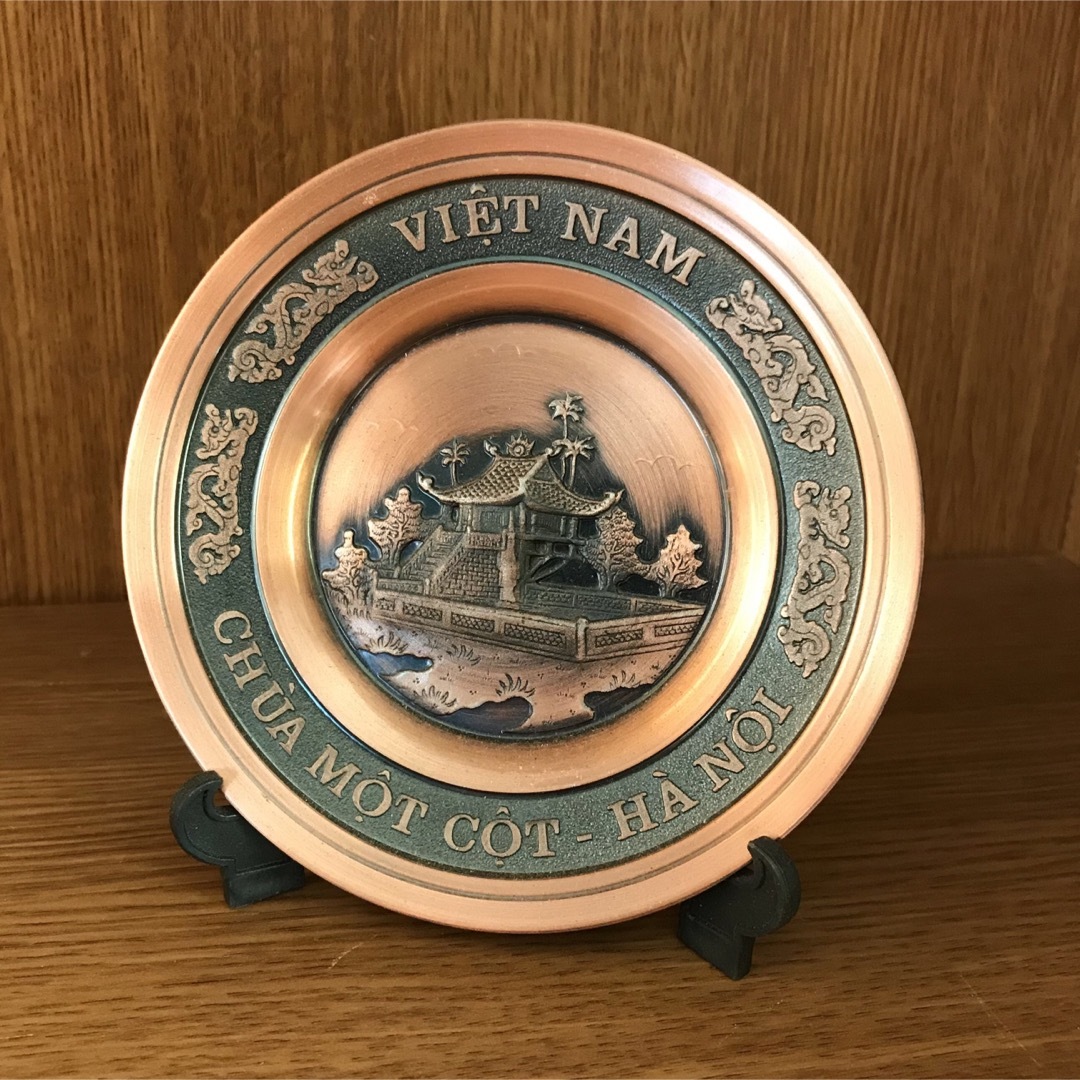 VIỆT NAM
CHÙA MỘT CỘT - HÀ NỘI